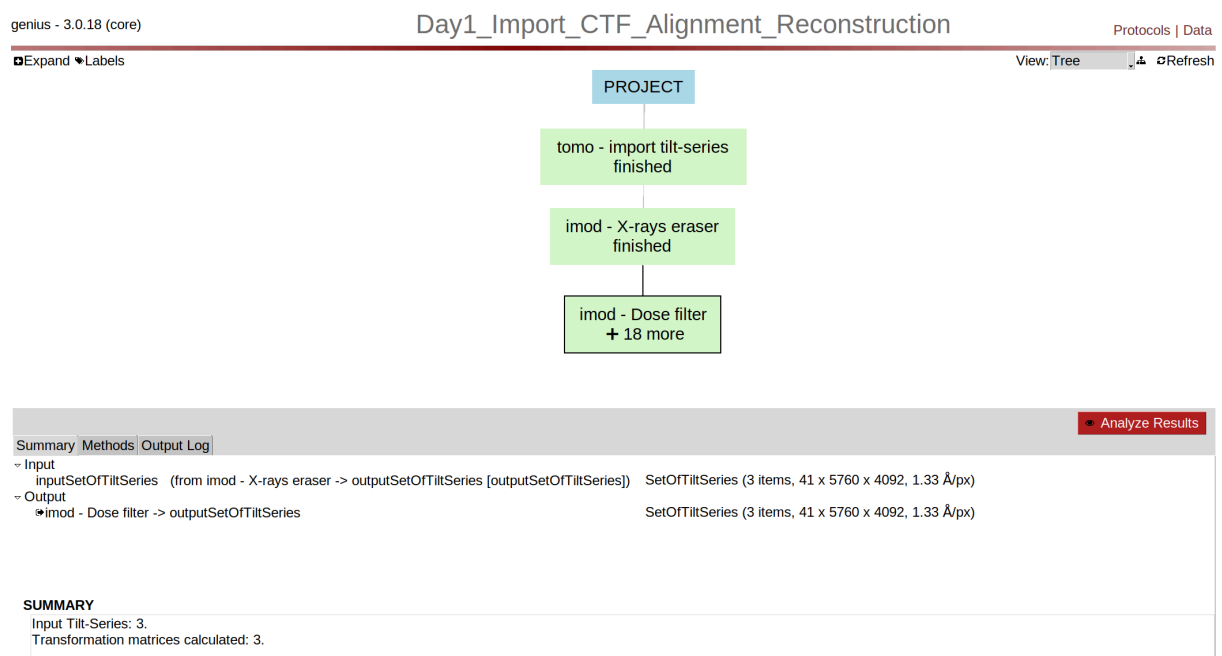 genius - 3.0.18 (core)
Day1_Import_CTF_Alignment_Reconstruction
Protocols | Data
Expand Labels
View: Tree Refresh
PROJECT
tomo - import tilt-series
finished
imod - X-rays eraser
finished
imod - Dose filter
+ 18 more
Analyze Results
Summary Methods Output Log
Input
inputSetOfTiltSeries (from imod - X-rays eraser -> outputSetOfTiltSeries [outputSetOfTiltSeries]) SetOfTiltSeries (3 items, 41 x 5760 x 4092, 1.33 Å/px)
Output
imod - Dose filter -> outputSetOfTiltSeries SetOfTiltSeries (3 items, 41 x 5760 x 4092, 1.33 Å/px)
SUMMARY
Input Tilt-Series: 3.
Transformation matrices calculated: 3.